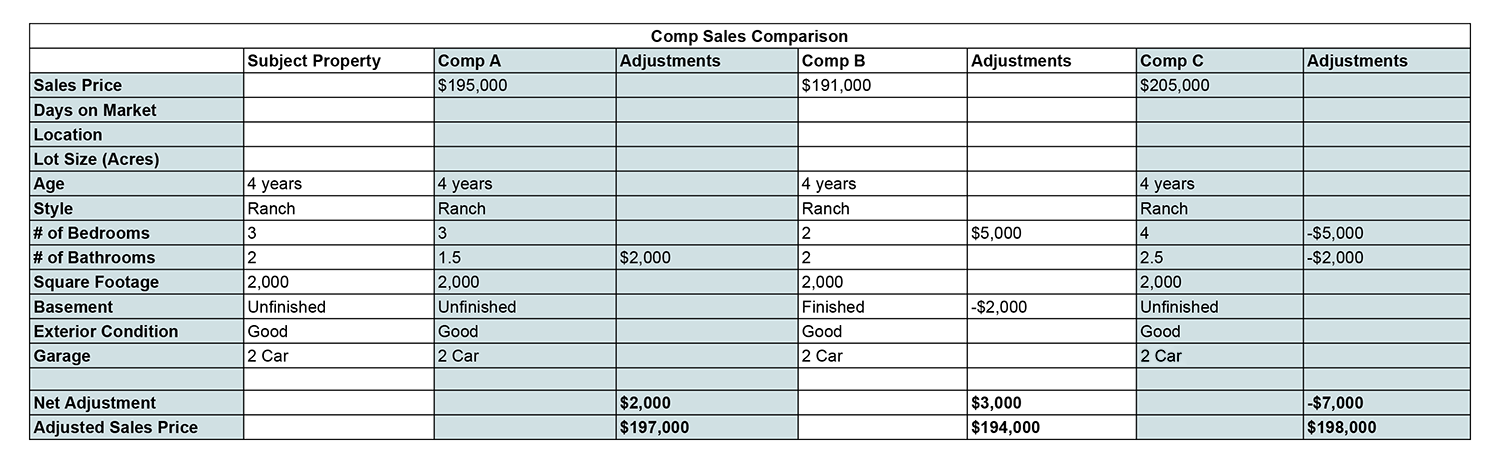 Comp Sales Comparison
Subject Property Comp A Adjustments Comp B Adjustments Comp C Adjustments
Sales Price $195,000 $191,000 $205,000
Days on Market
Location
Lot Size (Acres)
Age 4 years 4 years 4 years 4 years
Style Ranch Ranch Ranch Ranch
# of Bedrooms 3 3 2 $5,000 4 -$5,000
# of Bathrooms 2 1.5 $2,000 2 2.5 -$2,000
Square Footage 2,000 2,000 2,000 2,000
Basement Unfinished Unfinished Finished -$2,000 Unfinished
Exterior Condition Good Good Good Good
Garage 2 Car 2 Car 2 Car 2 Car
Net Adjustment $2,000 $3,000 -$7,000
Adjusted Sales Price $197,000 $194,000 $198,000